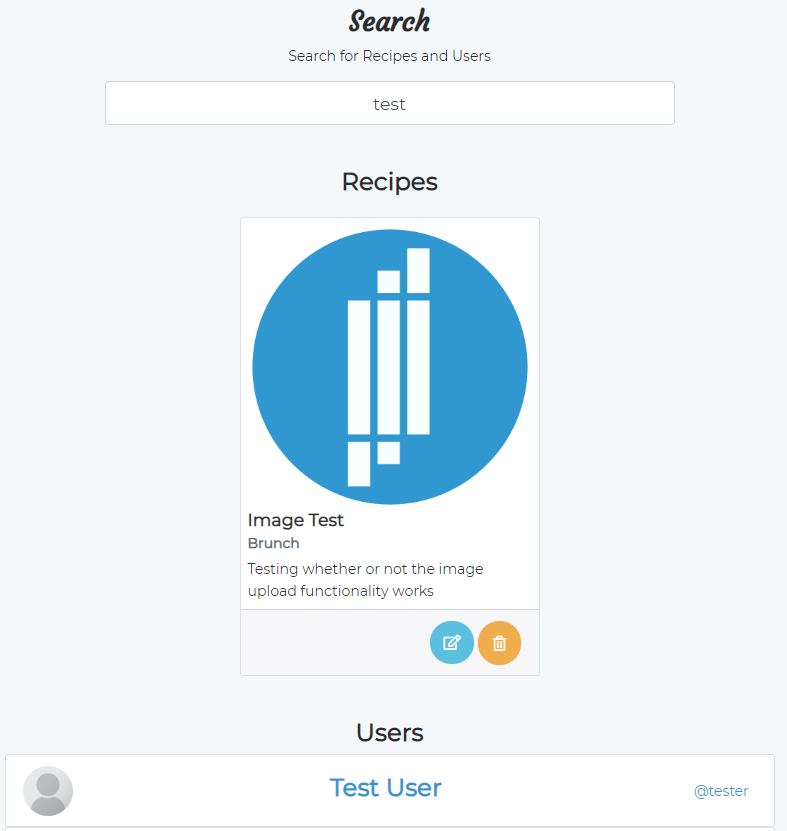 Search
Search for Recipes and Users
test
Recipes
Image Test
Brunch
Testing whether or not the image
upload functionality works
Users
Test User
@tester